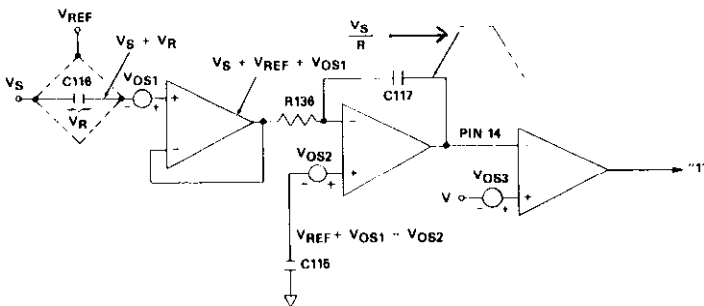 VREF
VS + VR
VS
C116
VOS1
VR
VS + VREF + VOS1
R136
VS
R
C117
VOS2
PIN 14
VOS3
V
"1"
VREF + VOS1 - VOS2
C115